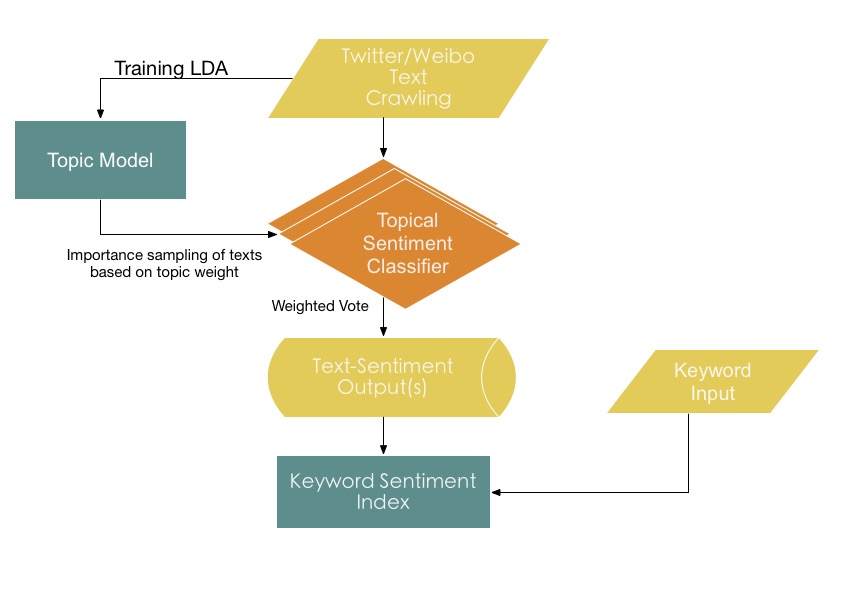 Training LDA
Twitter/Weibo
Text
Crawling
Topic Model
Topical
Sentiment
Classifier
Importance sampling of texts
based on topic weight
Weighted Vote
Text-Sentiment
Output(s)
Keyword
Input
Keyword Sentiment
Index